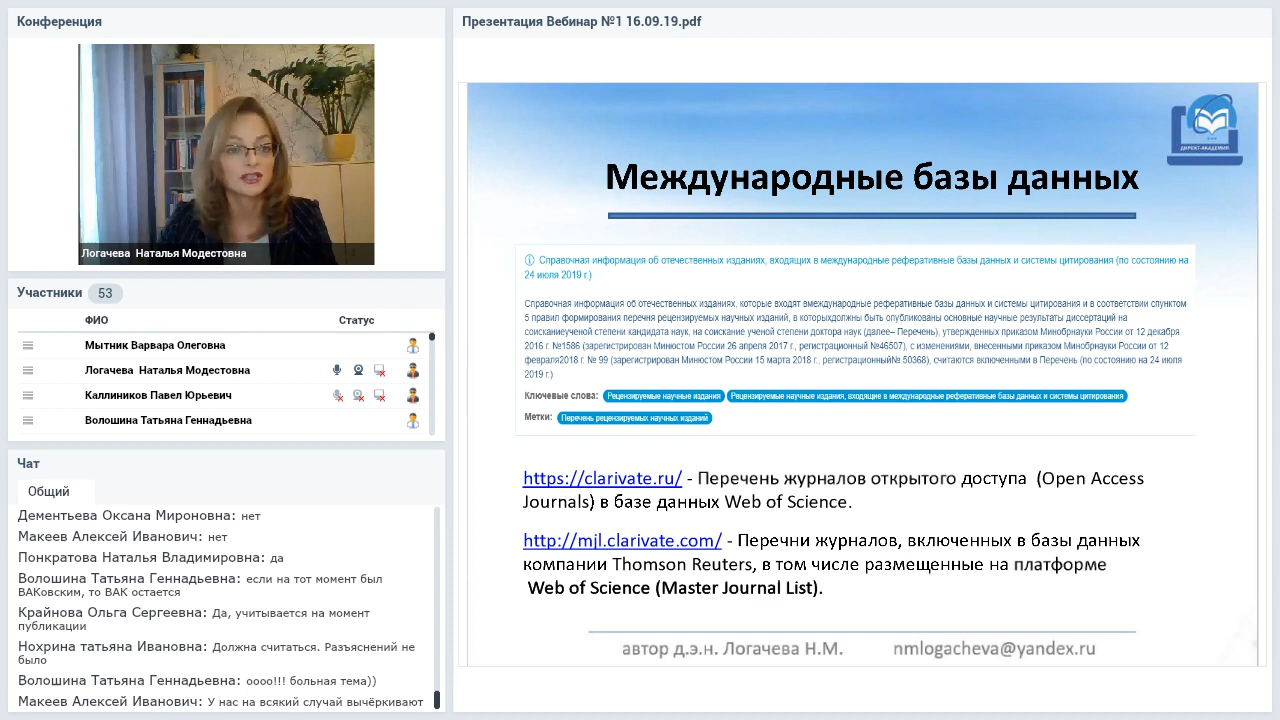 Конференция
Логачева  Наталья Модестовна
Участники 53
ФИО Статус
Мытник Варвара Олеговна
Логачева  Наталья Модестовна
Каллиников Павел Юрьевич
Волошина Татьяна Геннадьевна
Чат
Общий
Дементьева Оксана Мироновна: нет
Макеев Алексей Иванович: нет
Понкратова Наталья Владимировна: да
Волошина Татьяна Геннадьевна: если на тот момент был
ВАКовским, то ВАК остается
Крайнова Ольга Сергеевна: Да, учитывается на момент
публикации
Нохрина татьяна Ивановна: Должна считаться. Разъяснений не
было
Волошина Татьяна Геннадьевна: оооо!!! больная тема))
Макеев Алексей Иванович: У нас на всякий случай вычёркивают
Презентация Вебинар №1 16.09.19.pdf
ДИРЕКТ-АКАДЕМИЯ
Международные базы данных
Справочная информация об отечественных изданиях, входящих в международные реферативные базы данных и системы цитирования (по состоянию на
24 июля 2019 г.)
Справочная информация об отечественных изданиях, которые входят вмеждународные реферативные базы данных и системы цитирования и в соответствии спунктом
5 правил формирования перечня рецензируемых научных изданий, в которыхдолжны быть опубликованы основные научные результаты диссертаций на
соисканиеученой степени кандидата наук, на соискание ученой степени доктора наук (далее– Перечень), утвержденных приказом Минобрнауки России от 12 декабря
2016 г. №1586 (зарегистрирован Минюстом России 26 апреля 2017 г., регистрационный №46507), с изменениями, внесенными приказом Минобрнауки России от 12
февраля2018 г. № 99 (зарегистрирован Минюстом России 15 марта 2018 г., регистрационный№ 50368), считаются включенными в Перечень (по состоянию на 24 июля
2019 г.)
Ключевые слова: Рецензируемые научные издания Рецензируемые научные издания, входящие в международные реферативные базы данных и системы цитирования
Метки: Перечень рецензируемых научных изданий
https://clarivate.ru/ - Перечень журналов открытого доступа  (Open Access
Journals) в базе данных Web of Science.
http://mjl.clarivate.com/ - Перечни журналов, включенных в базы данных
компании Thomson Reuters, в том числе размещенные на платформе
Web of Science (Master Journal List).
автор д.э.н. Логачева Н.М. nmlogacheva@yandex.ru